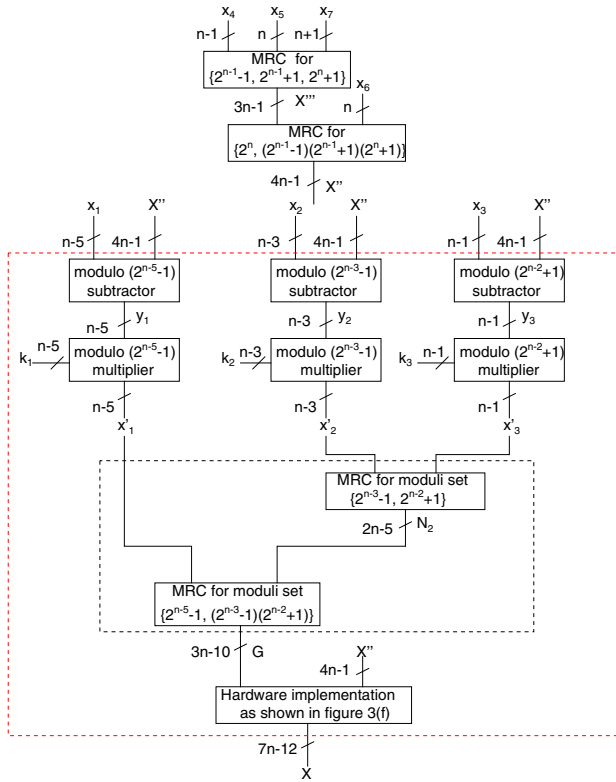 x4 x5 x7
n-1 n n+1
MRC for
{2^{n-1}-1, 2^{n-1}+1, 2^n+1}
3n-1 X''' x6
n
MRC for
{2^n, (2^{n-1}-1)(2^{n-1}+1)(2^n+1)}
4n-1 X''
x1 X'' x2 X'' x3 X''
n-5 4n-1 n-3 4n-1 n-1 4n-1
modulo (2^{n-5}-1) modulo (2^{n-3}-1) modulo (2^{n-2}+1)
subtractor subtractor subtractor
n-5 y1 n-3 y2 n-1 y3
k1 n-5 modulo (2^{n-5}-1) k2 n-3 modulo (2^{n-3}-1) k3 n-1 modulo (2^{n-2}+1)
multiplier multiplier multiplier
n-5 n-3 n-1
x'1 x'2 x'3
MRC for moduli set
{2^{n-3}-1, 2^{n-2}+1}
2n-5 N2
MRC for moduli set
{2^{n-5}-1, (2^{n-3}-1)(2^{n-2}+1)}
3n-10 G X''
4n-1
Hardware implementation
as shown in figure 3(f)
7n-12
X